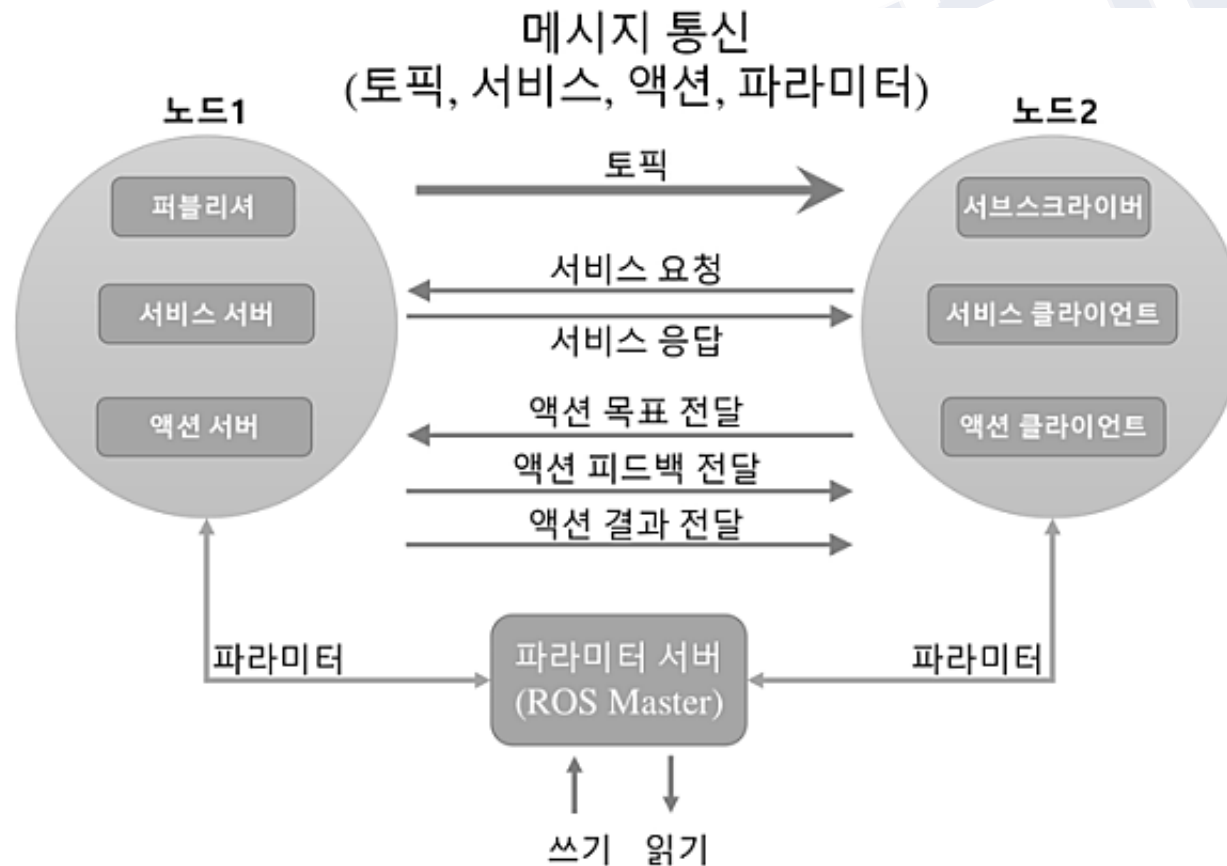 메시지 통신
(토픽, 서비스, 액션, 파라미터)
노드1
노드2
토픽
퍼블리셔
서브스크라이버
서비스 요청
서비스 서버
서비스 클라이언트
서비스 응답
액션 목표 전달
액션 서버
액션 클라이언트
액션 피드백 전달
액션 결과 전달
파라미터
파라미터 서버
(ROS Master)
파라미터
쓰기
읽기